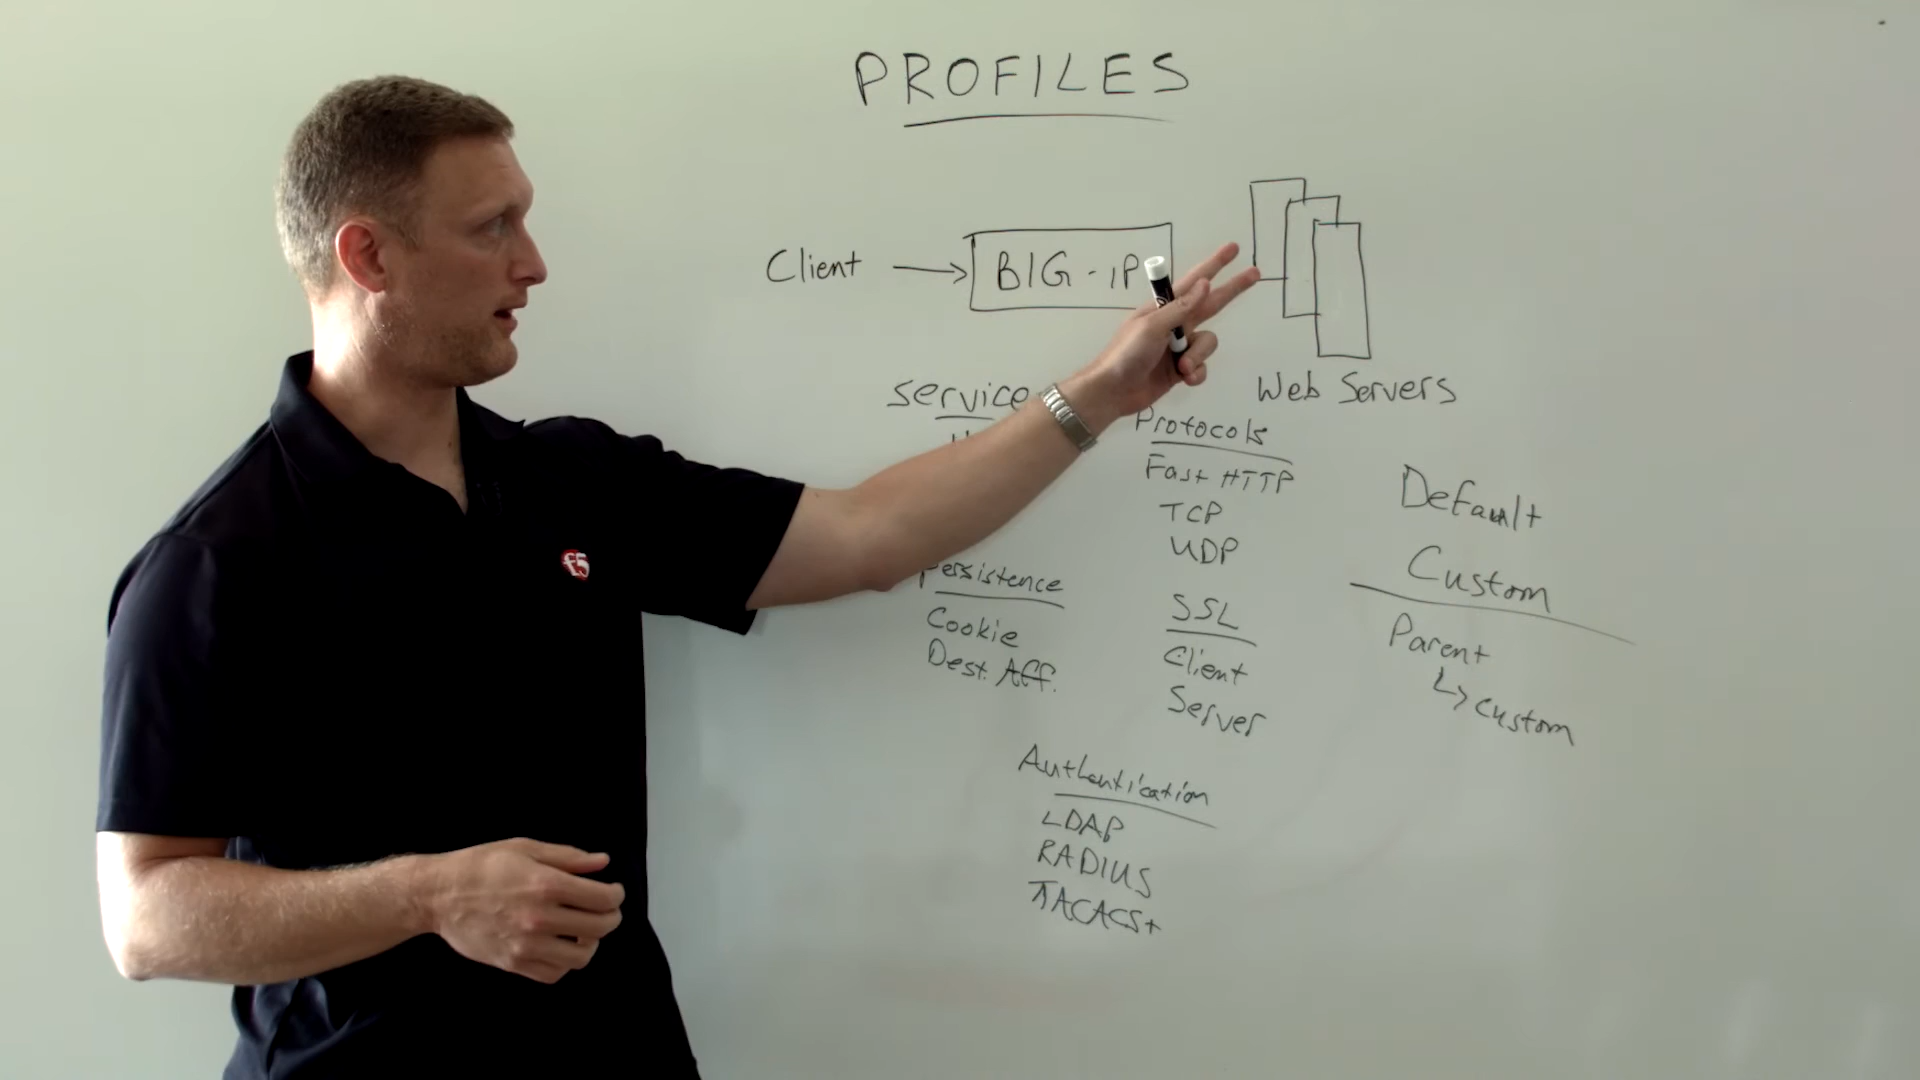 PROFILES
Client
BIG-IP
Web Servers
service
Protocols
Fast HTTP
TCP
UDP
Persistence
Cookie
Dest. Aff.
SSL
Client
Server
Authentication
LDAP
RADIUS
TACACS+
Default
Custom
Parent
↳ custom
f5